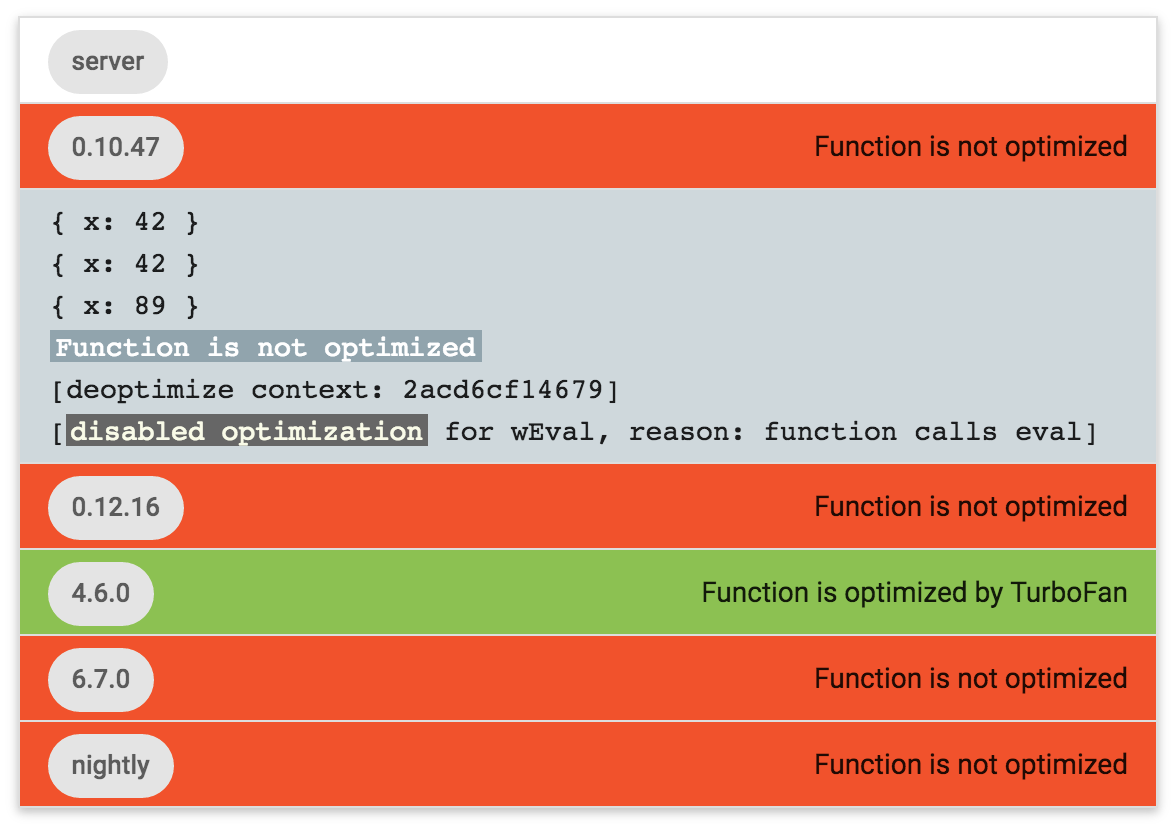 server
0.10.47 Function is not optimized
{ x: 42 }
{ x: 42 }
{ x: 89 }
Function is not optimized
[deoptimize context: 2acd6cf14679]
[disabled optimization for wEval, reason: function calls eval]
0.12.16 Function is not optimized
4.6.0 Function is optimized by TurboFan
6.7.0 Function is not optimized
nightly Function is not optimized